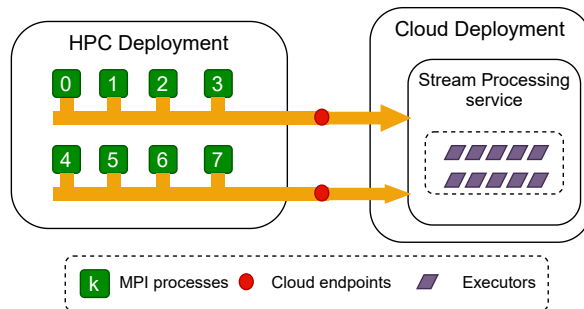 HPC Deployment
Cloud Deployment
Stream Processing
service
0 1 2 3
4 5 6 7
k MPI processes Cloud endpoints Executors